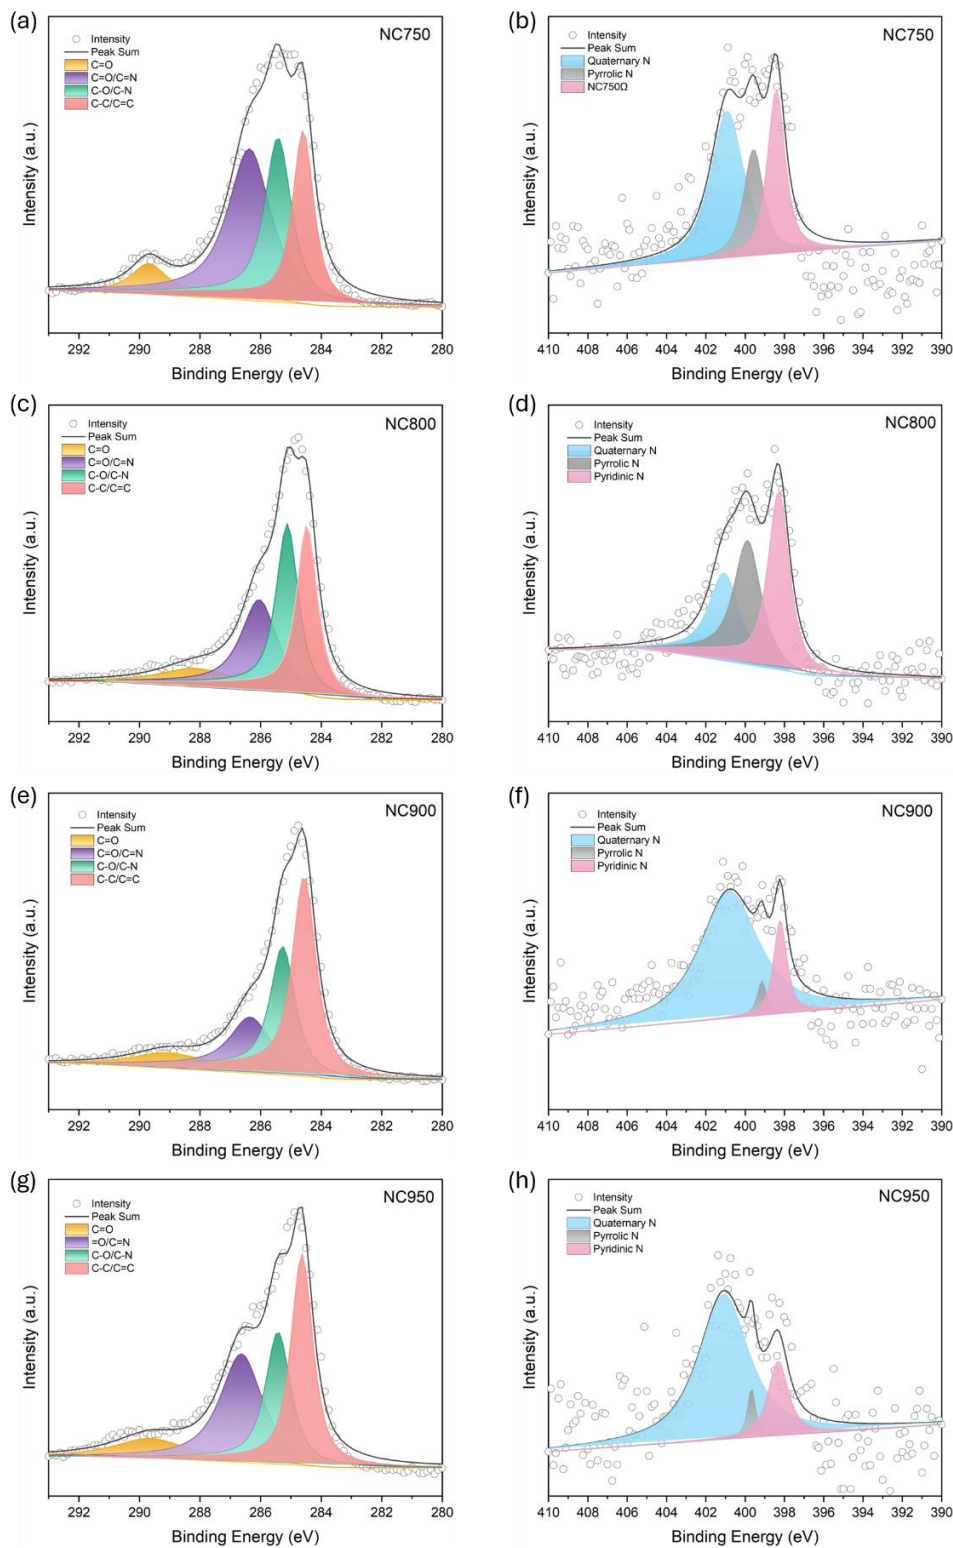 (a)
NC750
Intensity
Peak Sum
C=O
C=O/C=N
C-O/C-N
C-C/C=C
Intensity (a.u.)
292 290 288 286 284 282 280
Binding Energy (eV)
(b)
NC750
Intensity
Peak Sum
Quaternary N
Pyrrolic N
NC750Ω
Intensity (a.u.)
410 408 406 404 402 400 398 396 394 392 390
Binding Energy (eV)
(c)
NC800
Intensity
Peak Sum
C=O
C=O/C=N
C-O/C-N
C-C/C=C
Intensity (a.u.)
292 290 288 286 284 282 280
Binding Energy (eV)
(d)
NC800
Intensity
Peak Sum
Quaternary N
Pyrrolic N
Pyridinic N
Intensity (a.u.)
410 408 406 404 402 400 398 396 394 392 390
Binding Energy (eV)
(e)
NC900
Intensity
Peak Sum
C=O
C=O/C=N
C-O/C-N
C-C/C=C
Intensity (a.u.)
292 290 288 286 284 282 280
Binding Energy (eV)
(f)
NC900
Intensity
Peak Sum
Quaternary N
Pyrrolic N
Pyridinic N
Intensity (a.u.)
410 408 406 404 402 400 398 396 394 392 390
Binding Energy (eV)
(g)
NC950
Intensity
Peak Sum
C=O
=O/C=N
C-O/C-N
C-C/C=C
Intensity (a.u.)
292 290 288 286 284 282 280
Binding Energy (eV)
(h)
NC950
Intensity
Peak Sum
Quaternary N
Pyrrolic N
Pyridinic N
Intensity (a.u.)
410 408 406 404 402 400 398 396 394 392 390
Binding Energy (eV)